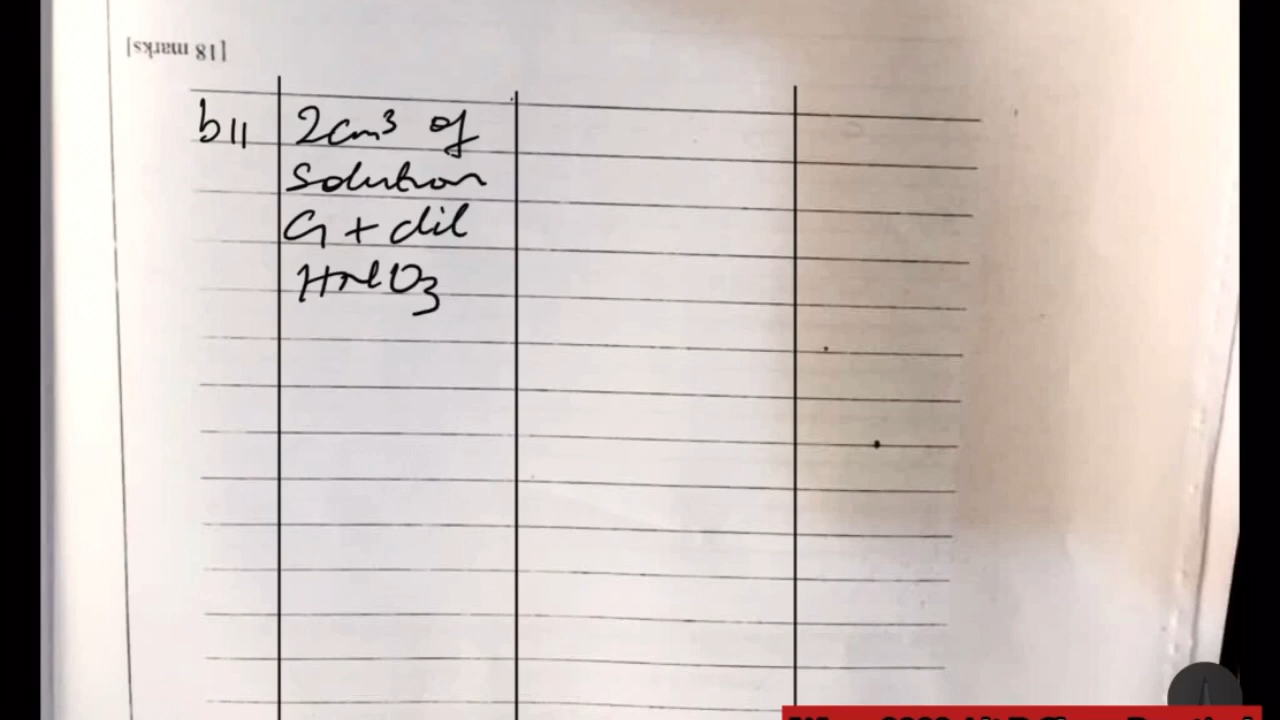 [18 marks]
b11 2cm³ of
solution
G + dil
HNO3